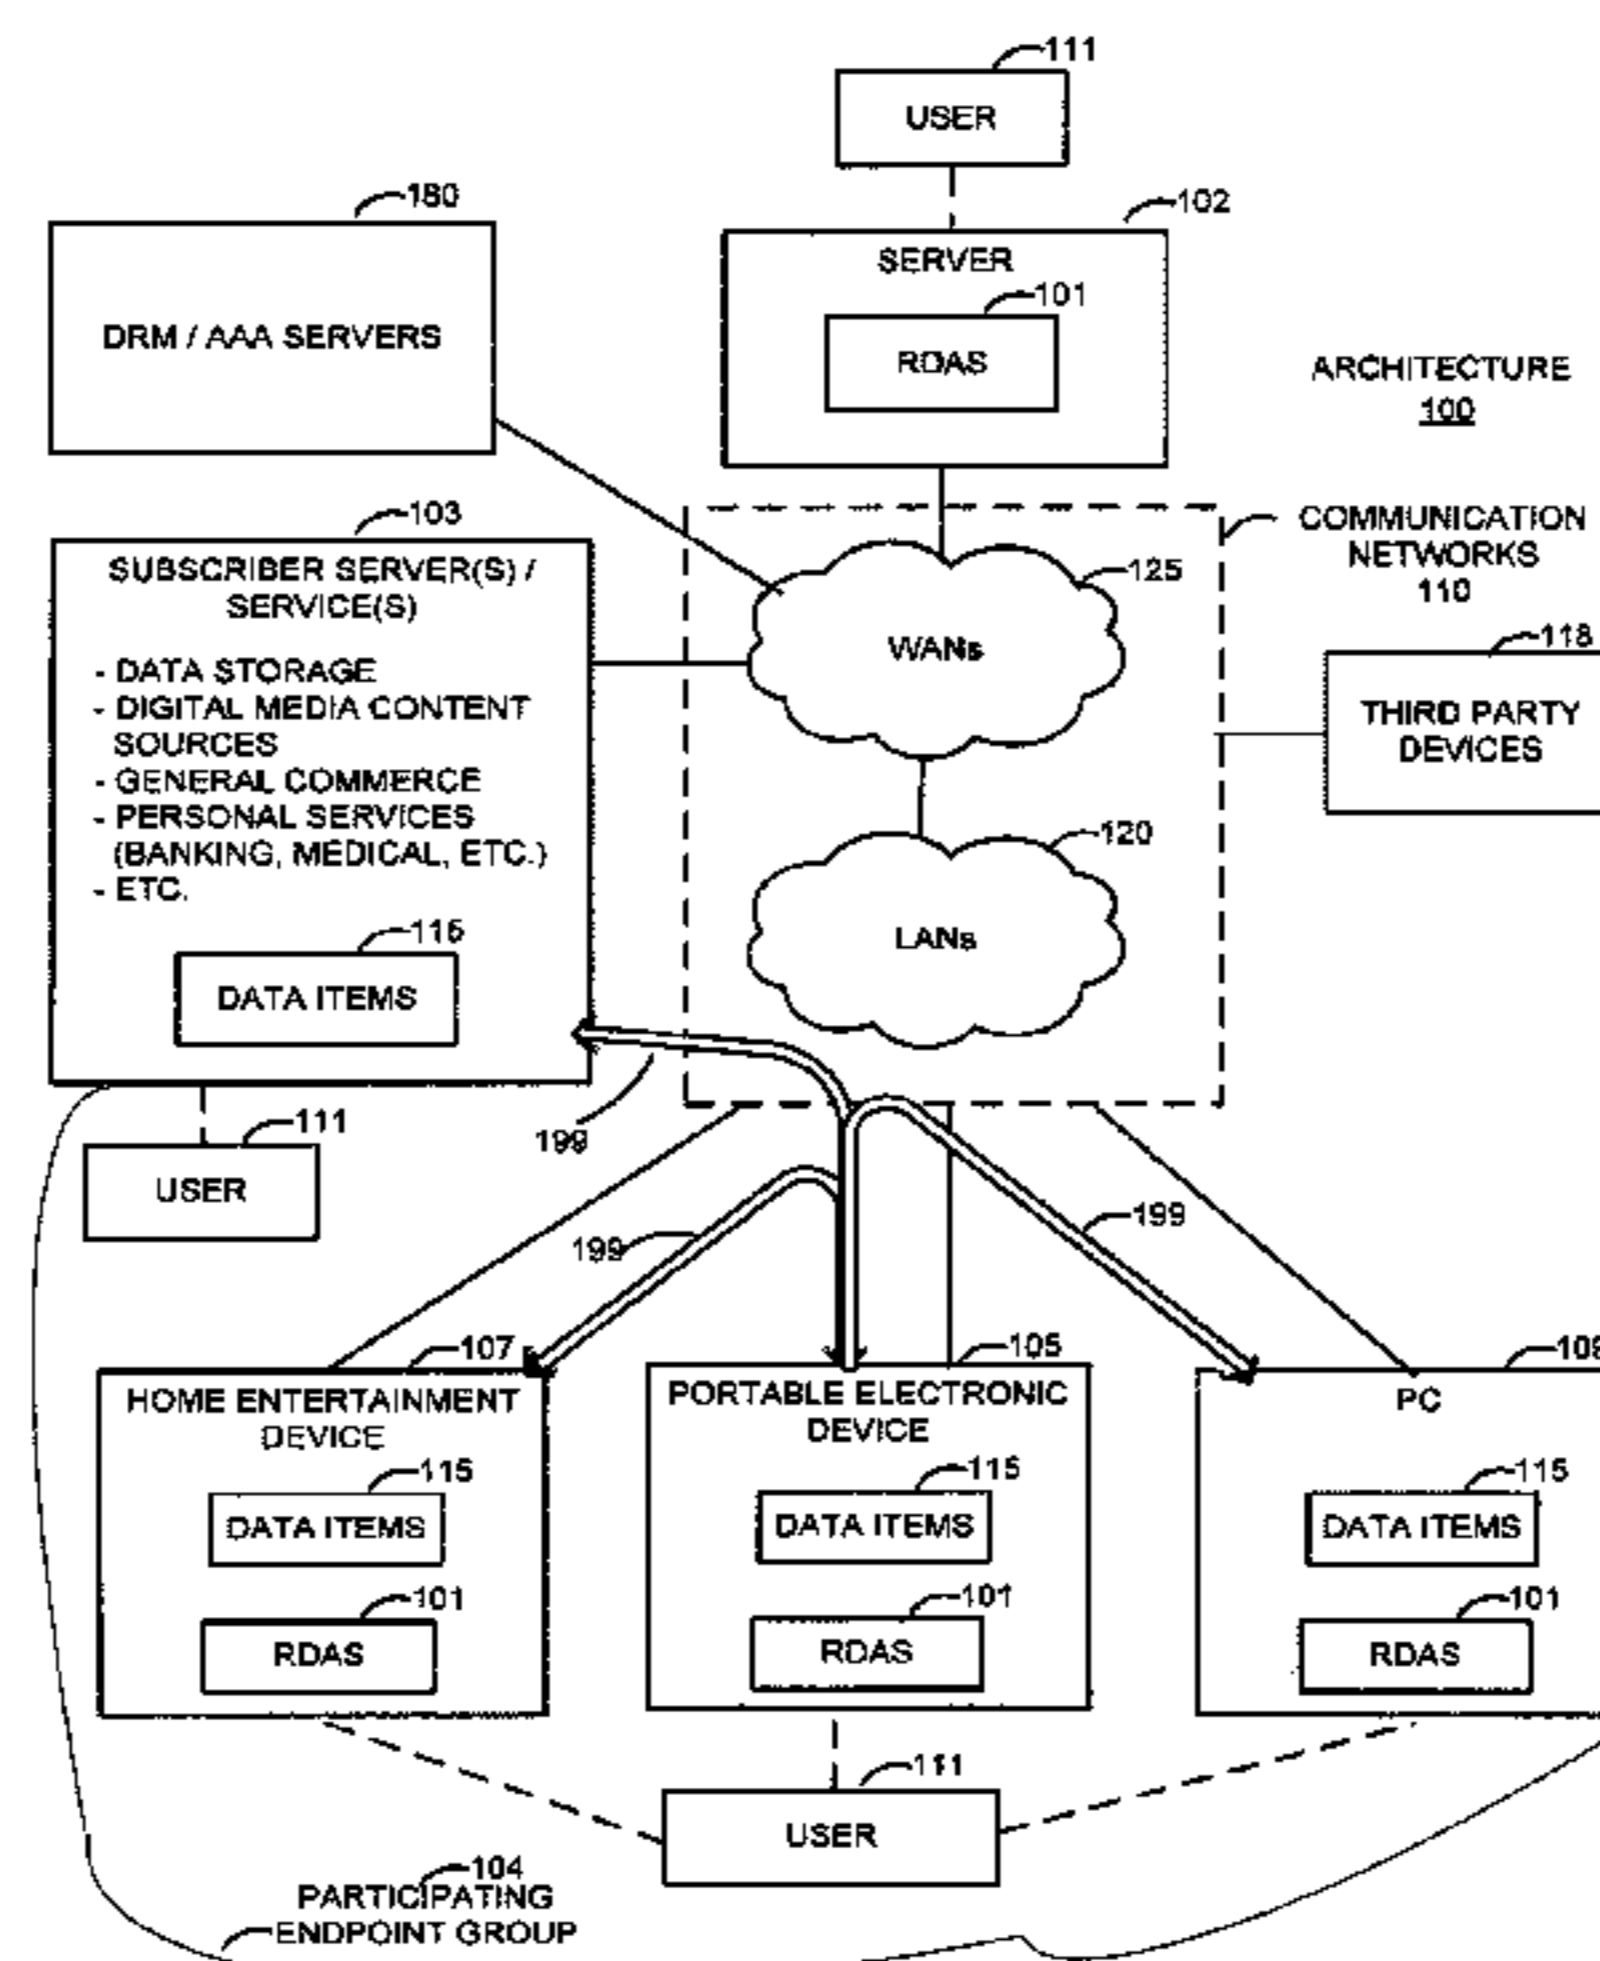 111
USER
180
102
SERVER
101
RDAS
DRM / AAA SERVERS
ARCHITECTURE
100
103
SUBSCRIBER SERVER(S) /
SERVICE(S)
- DATA STORAGE
- DIGITAL MEDIA CONTENT
SOURCES
- GENERAL COMMERCE
- PERSONAL SERVICES
(BANKING, MEDICAL, ETC.)
- ETC.
115
DATA ITEMS
COMMUNICATION
NETWORKS
110
125
WANs
118
THIRD PARTY
DEVICES
120
LANs
199
111
USER
199
199
107
HOME ENTERTAINMENT
DEVICE
115
DATA ITEMS
101
RDAS
105
PORTABLE ELECTRONIC
DEVICE
115
DATA ITEMS
101
RDAS
PC
115
DATA ITEMS
101
RDAS
111
USER
104
PARTICIPATING
ENDPOINT GROUP